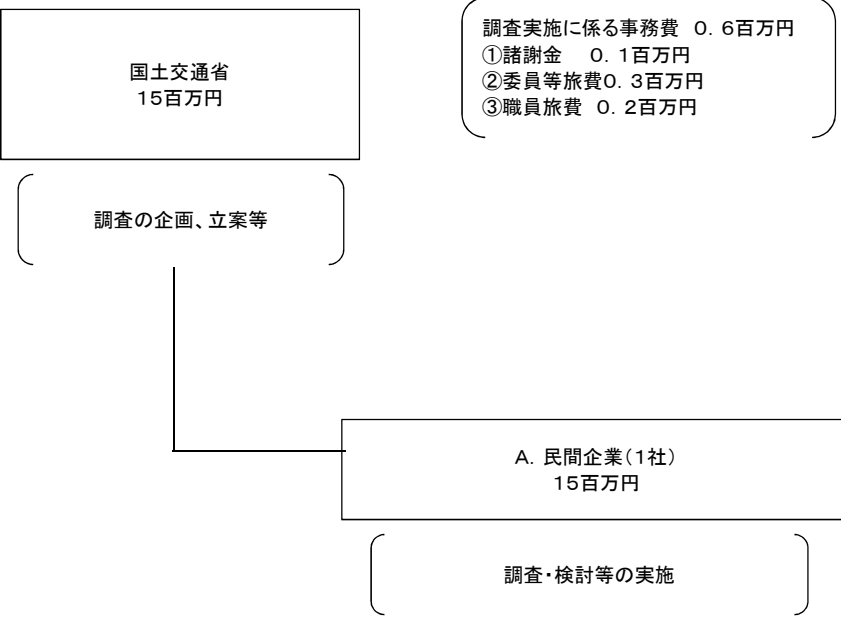 国土交通省
15百万円
調査実施に係る事務費　0．6百万円
①諸謝金　　0．1百万円
②委員等旅費0．3百万円
③職員旅費　0．2百万円
調査の企画、立案等
A．民間企業(1社)
15百万円
調査・検討等の実施